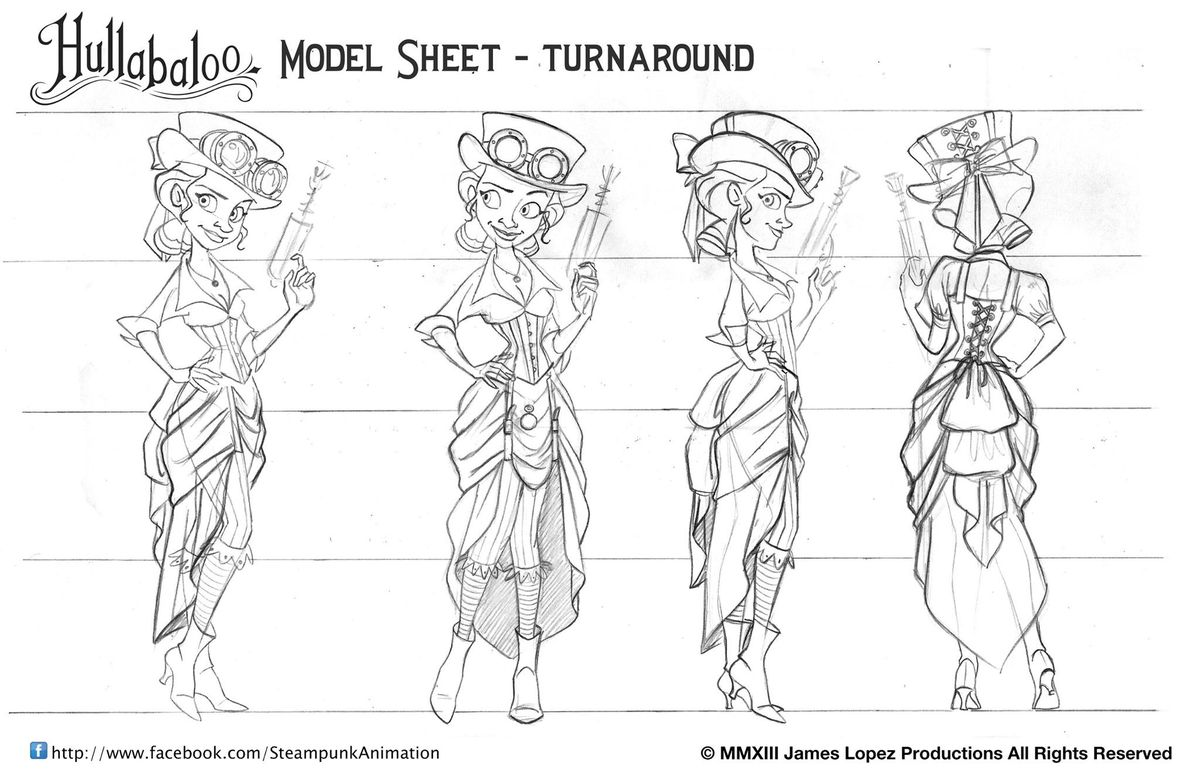 Hullabaloo
MODEL SHEET - TURNAROUND
f http://www.facebook.com/SteampunkAnimation
© MMXIII James Lopez Productions All Rights Reserved